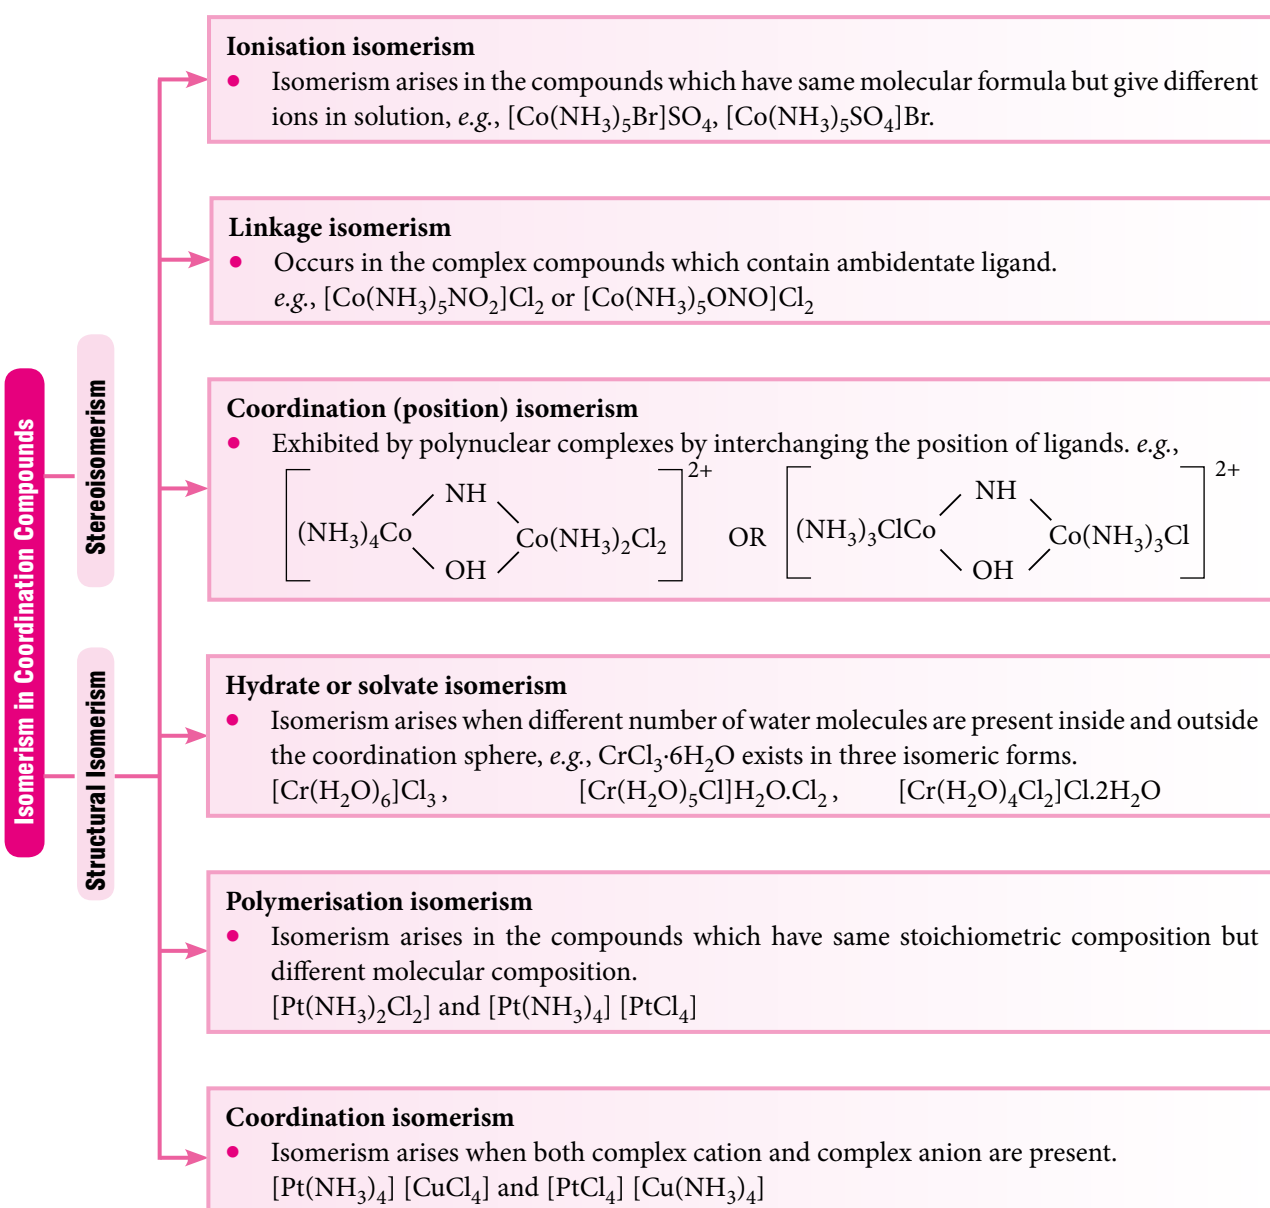 Isomerism in Coordination Compounds
Stereoisomerism
Structural Isomerism
Ionisation isomerism
• Isomerism arises in the compounds which have same molecular formula but give different
ions in solution, e.g., [Co(NH₃)₅Br]SO₄, [Co(NH₃)₅SO₄]Br.
Linkage isomerism
• Occurs in the complex compounds which contain ambidentate ligand.
e.g., [Co(NH₃)₅NO₂]Cl₂ or [Co(NH₃)₅ONO]Cl₂
Coordination (position) isomerism
• Exhibited by polynuclear complexes by interchanging the position of ligands. e.g.,
2+ 2+
NH NH
(NH₃)₄Co Co(NH₃)₂Cl₂ OR (NH₃)₃ClCo Co(NH₃)₃Cl
OH OH
Hydrate or solvate isomerism
• Isomerism arises when different number of water molecules are present inside and outside
the coordination sphere, e.g., CrCl₃·6H₂O exists in three isomeric forms.
[Cr(H₂O)₆]Cl₃, [Cr(H₂O)₅Cl]H₂O.Cl₂, [Cr(H₂O)₄Cl₂]Cl.2H₂O
Polymerisation isomerism
• Isomerism arises in the compounds which have same stoichiometric composition but
different molecular composition.
[Pt(NH₃)₂Cl₂] and [Pt(NH₃)₄] [PtCl₄]
Coordination isomerism
• Isomerism arises when both complex cation and complex anion are present.
[Pt(NH₃)₄] [CuCl₄] and [PtCl₄] [Cu(NH₃)₄]